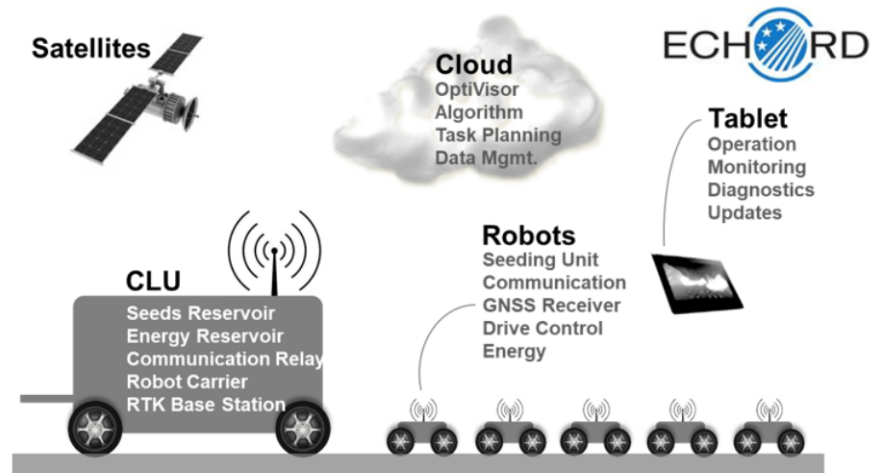 Satellites
Cloud
OptiVisor
Algorithm
Task Planning
Data Mgmt.
ECHORD
Tablet
Operation
Monitoring
Diagnostics
Updates
Robots
Seeding Unit
Communication
GNSS Receiver
Drive Control
Energy
CLU
Seeds Reservoir
Energy Reservoir
Communication Relay
Robot Carrier
RTK Base Station